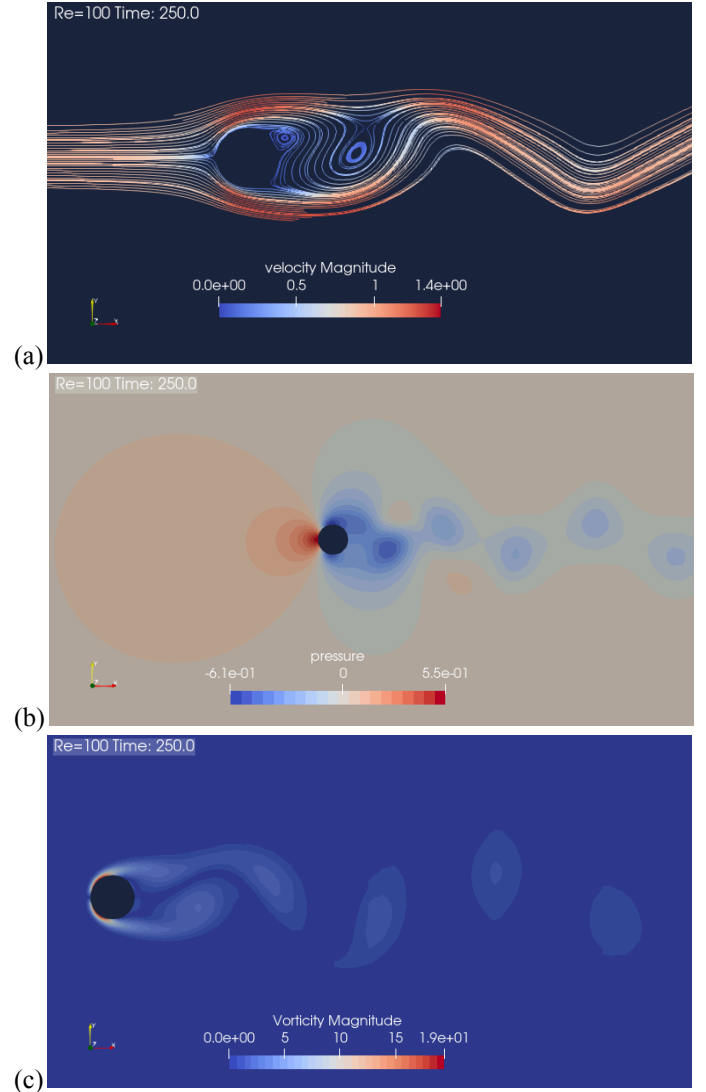 Re=100 Time: 250.0
velocity Magnitude
0.0e+00 0.5 1 1.4e+00
Y
Z X
(a)
Re=100 Time: 250.0
pressure
-6.1e-01 0 5.5e-01
Y
Z X
(b)
Re=100 Time: 250.0
Vorticity Magnitude
0.0e+00 5 10 15 1.9e+01
Y
Z X
(c)